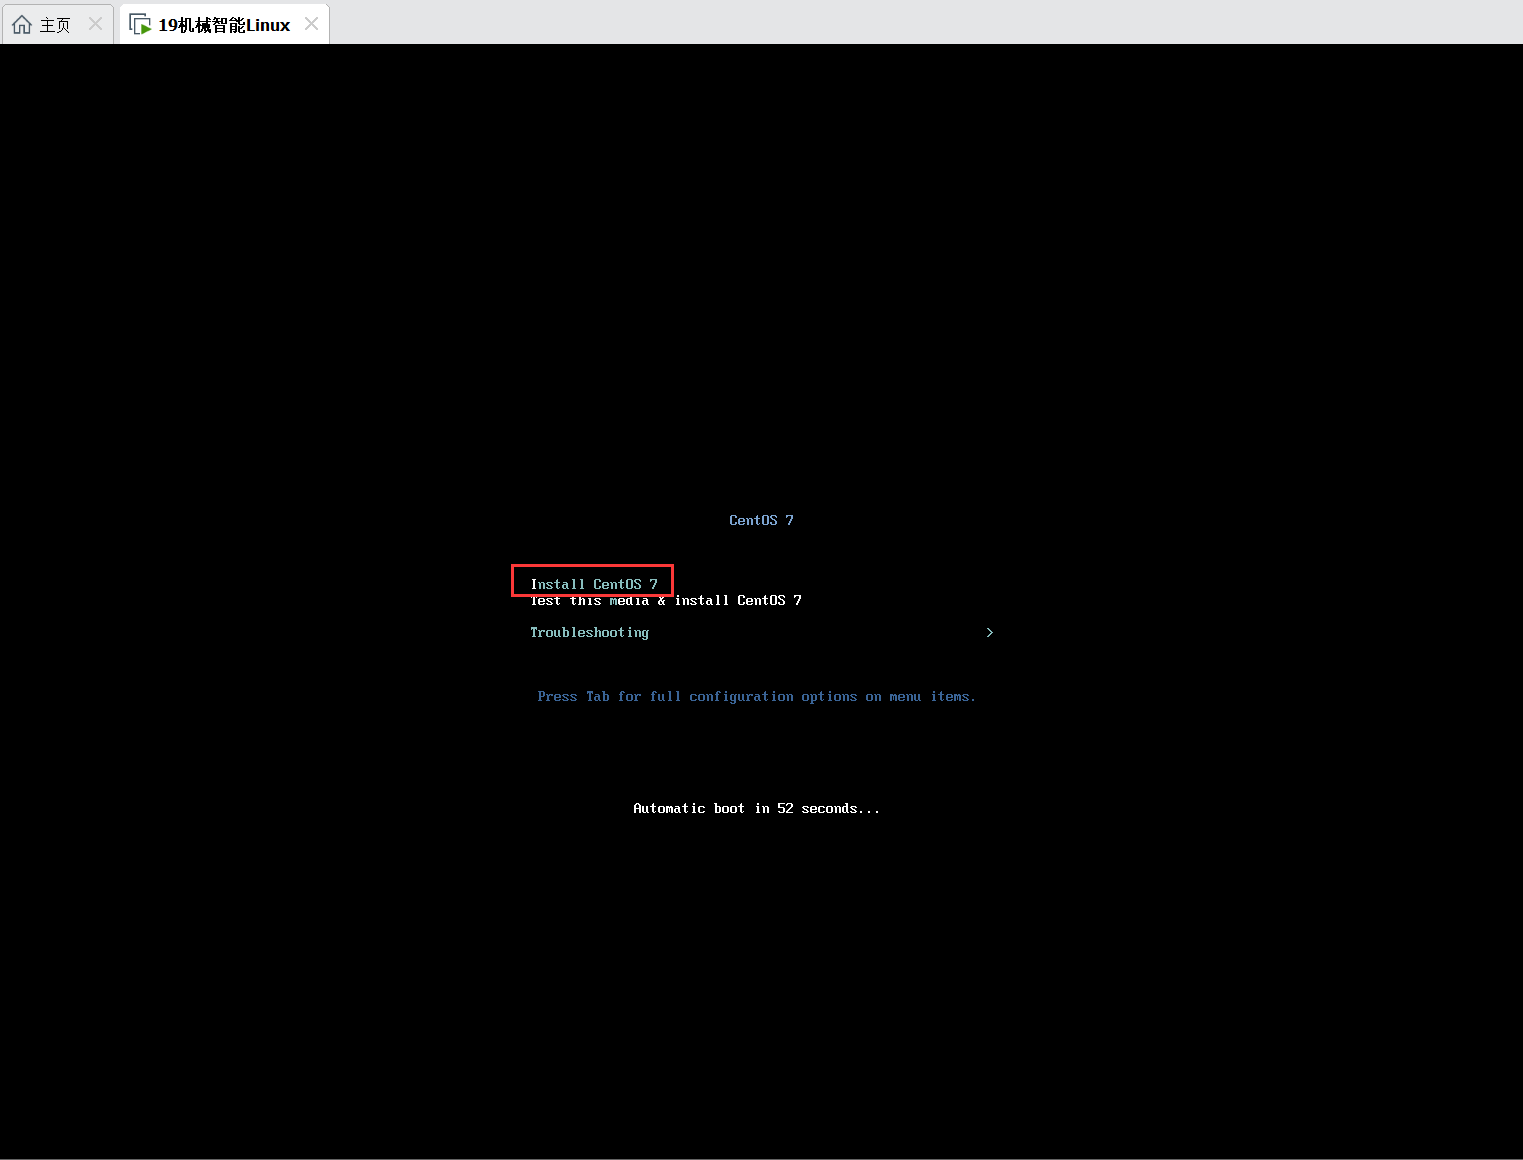 主页
19机械智能Linux
CentOS 7
Install CentOS 7
Test this media & install CentOS 7
Troubleshooting >
Press Tab for full configuration options on menu items.
Automatic boot in 52 seconds...